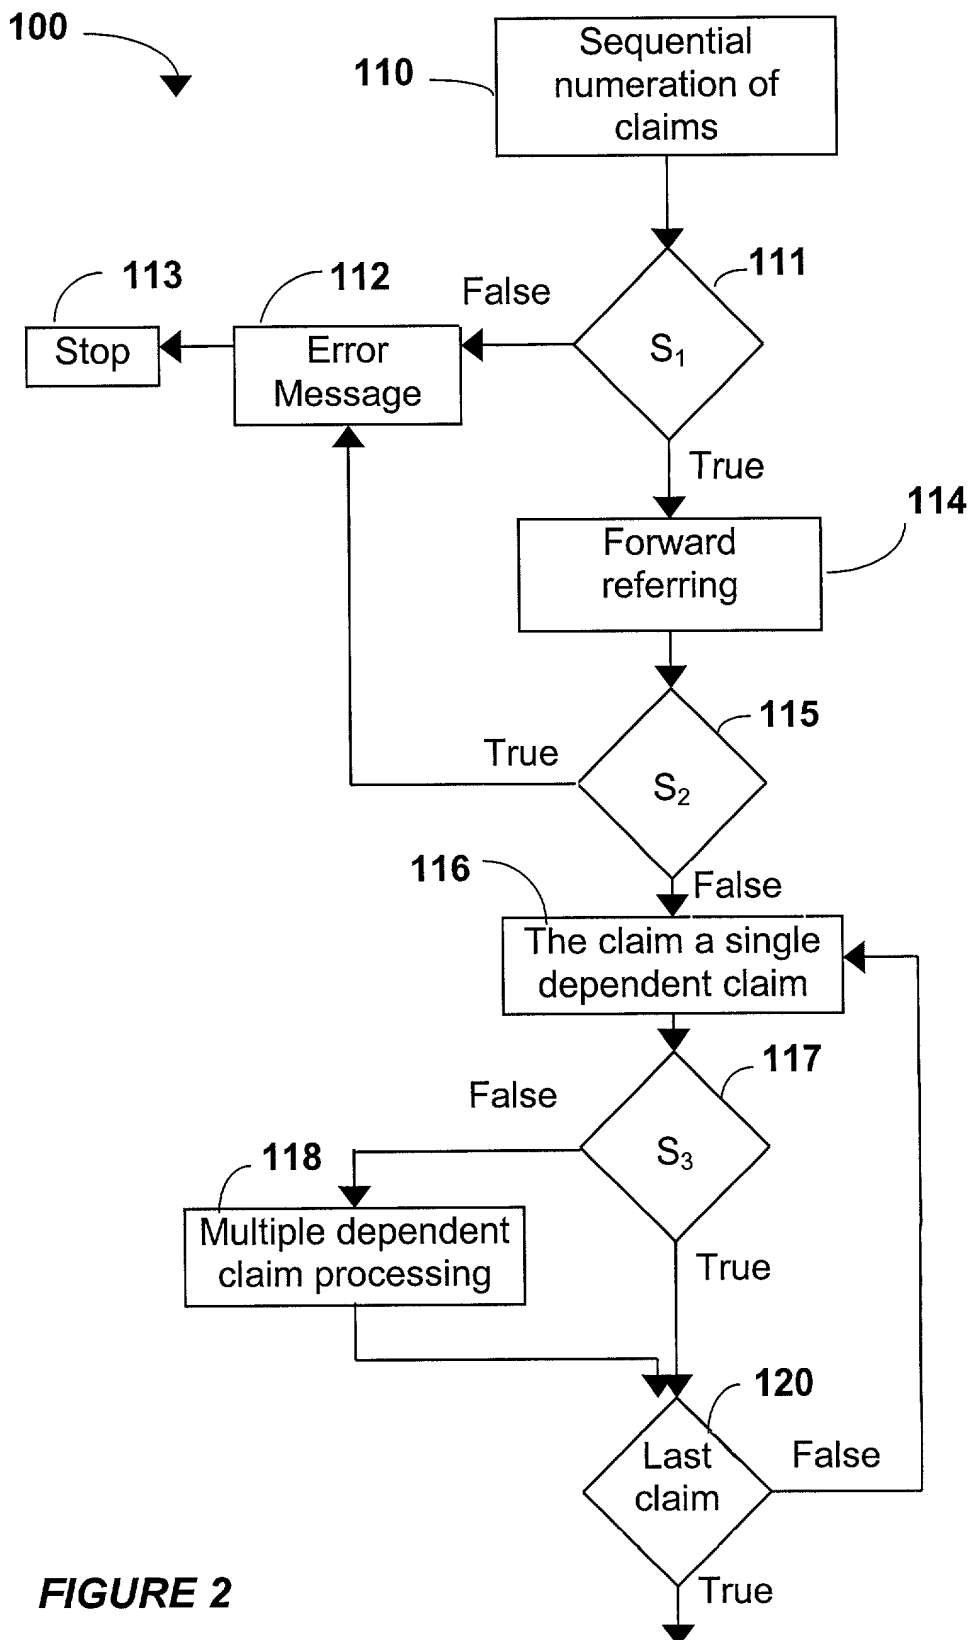 100
110
Sequential
numeration of
claims
111
113
112
False
S₁
Stop
Error
Message
True
114
Forward
referring
115
True
S₂
116
False
The claim a single
dependent claim
117
False
S₃
118
Multiple dependent
claim processing
True
120
Last
claim
False
FIGURE 2
True